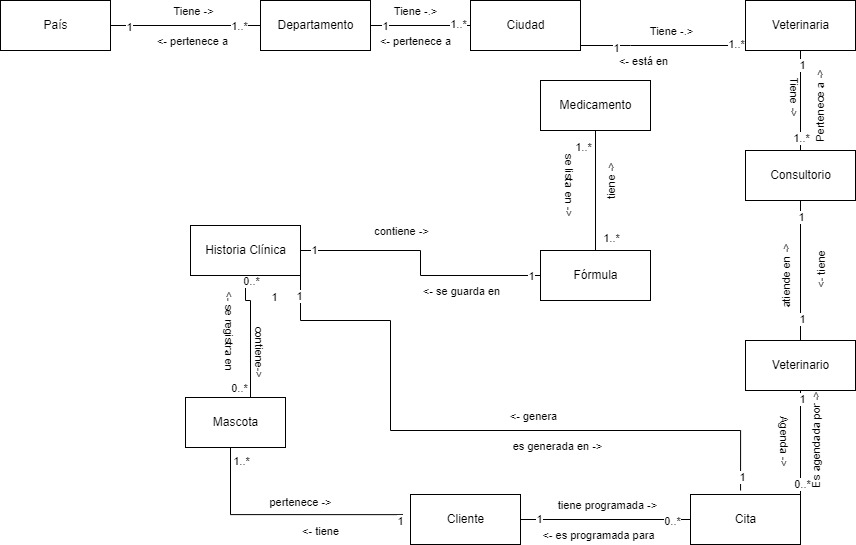 País
Tiene ->
1
1..*
<- pertenece a
Departamento
Tiene -.>
1
1..*
<- pertenece a
Ciudad
Tiene -.>
1
1..*
<- está en
Veterinaria
1
Tiene ->
Pertenece a ->
1..*
Medicamento
1..*
se lista en ->
<- tiene
1..*
Consultorio
1
atiende en ->
<- tiene
1
Historia Clínica
1
contiene ->
<- se guarda en
1
Fórmula
0..*
1
1
<- se registra en
contiene->
0..*
Veterinario
1
Agenda ->
Es agendada por.->
0..*
Mascota
1..*
<- genera
es generada en ->
1
pertenece ->
<- tiene
1
Cliente
tiene programada ->
1
0..*
<- es programada para
Cita